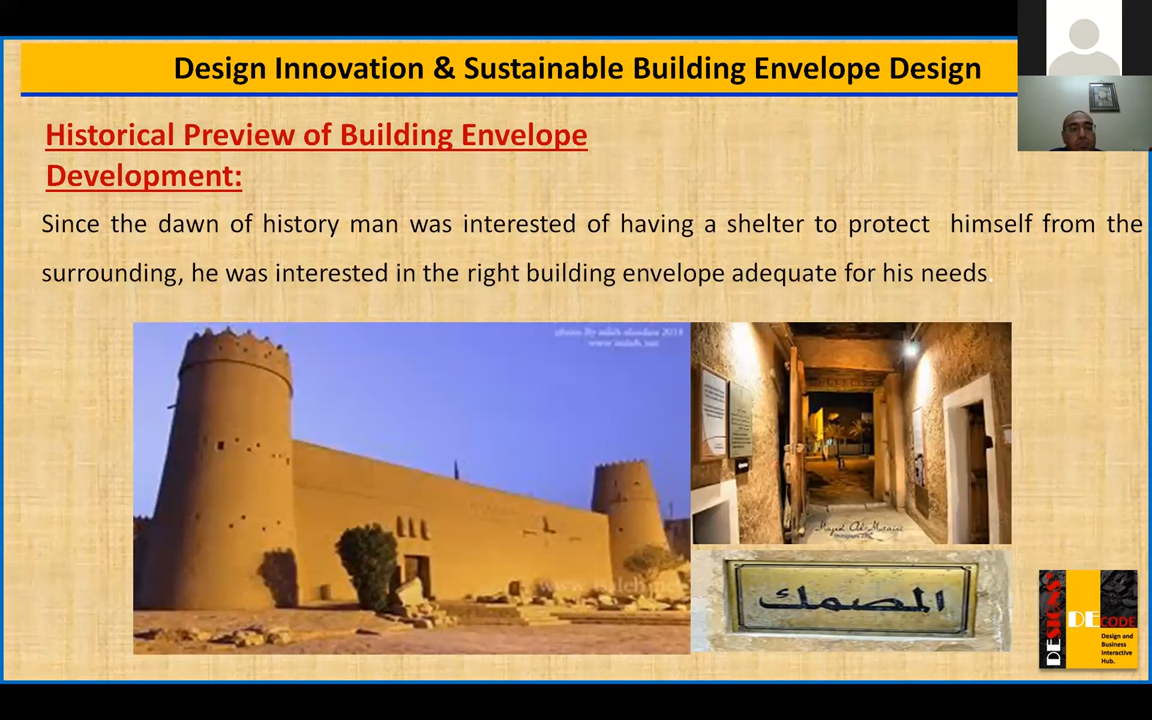 Design Innovation & Sustainable Building Envelope Design
Historical Preview of Building Envelope
Development:
Since the dawn of history man was interested of having a shelter to protect himself from the
surrounding, he was interested in the right building envelope adequate for his needs.
المصمك
DESIGNS
DECODE
Design and
Business
Interactive
Hub.